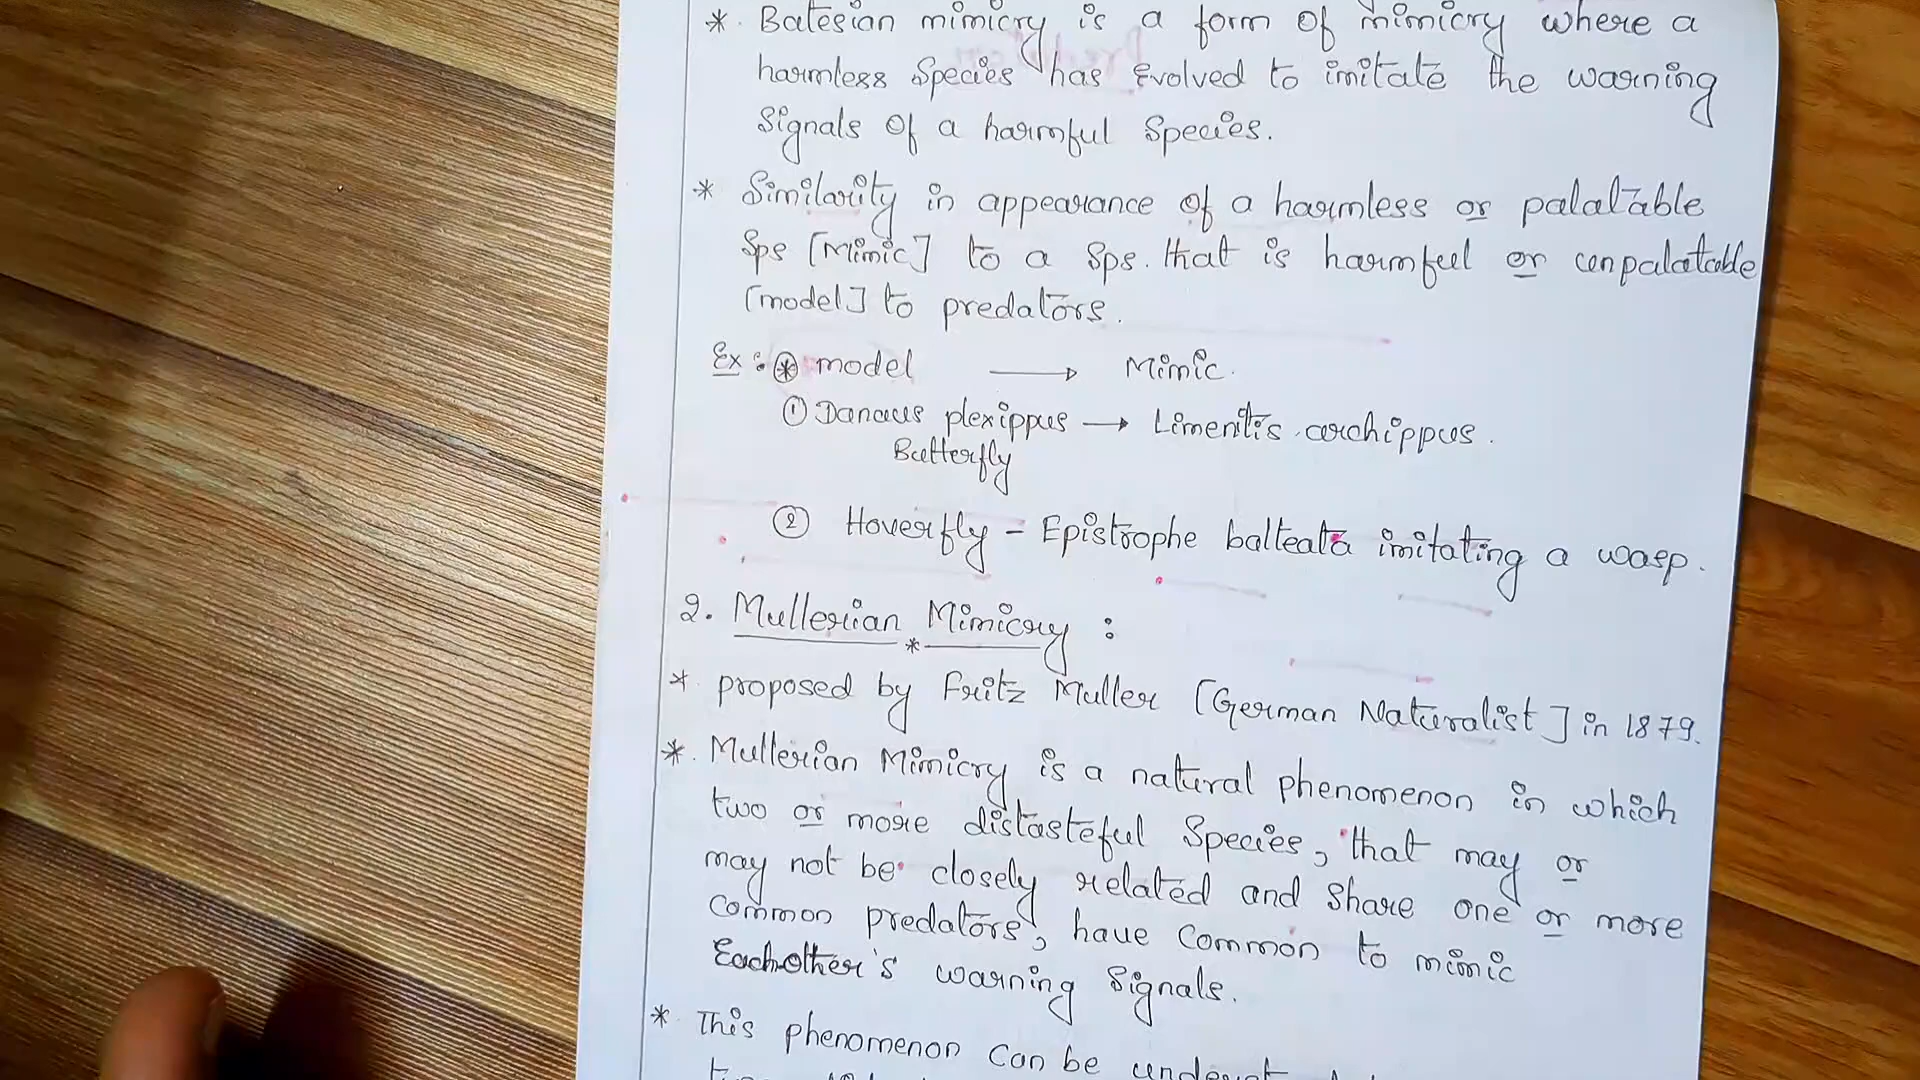 * Batesian mimicry is a form of mimicry where a
harmless Species has Evolved to imitate the warning
Signals of a harmful Species.
* Similarity in appearance of a harmless or palatable
Sps [Mimic] to a Sps. that is harmful or unpalatable
[model] to predators.
Ex: * model → Mimic.
① Danaus plexippus → Limenitis archippus.
Butterfly
② Hoverfly - Epistrophe balteata imitating a wasp.
2. Mullerian Mimicry :
*
* proposed by Fritz Muller [German Naturalist] in 1879.
* Mullerian Mimicry is a natural phenomenon in which
two or more distasteful Species, that may or
may not be closely related and Share one or more
Common predators, have Common to mimic
Eachother's warning Signals.
* This phenomenon Can be